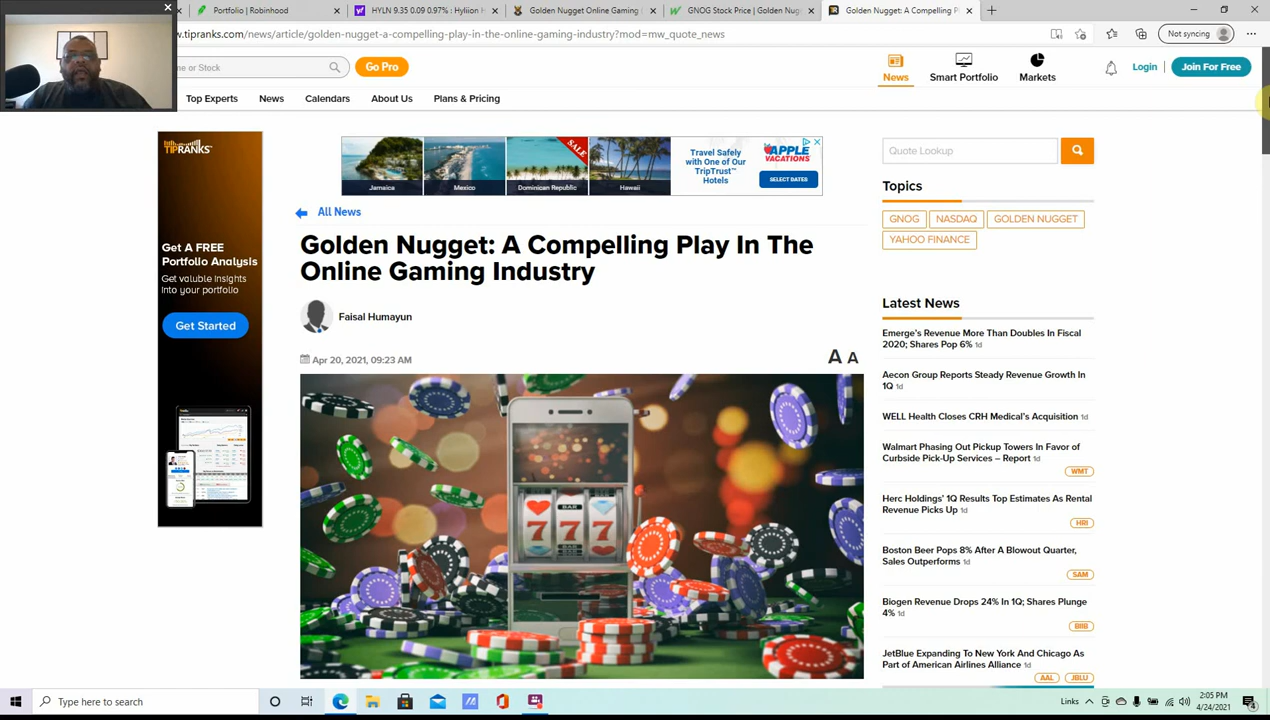 Portfolio | Robinhood
HYLN 9.35 0.09 0.97% : Hyliion H
Golden Nugget Online Gaming
GNOG Stock Price | Golden Nug
Golden Nugget: A Compelling P
w.tipranks.com/news/article/golden-nugget-a-compelling-play-in-the-online-gaming-industry?mod=mw_quote_news
Not syncing
me or Stock
Go Pro
News
Smart Portfolio
Markets
Login
Join For Free
Top Experts
News
Calendars
About Us
Plans & Pricing
TIPRANKS
Get A FREE
Portfolio Analysis
Get valuble insights
into your portfolio
Get Started
Jamaica
Mexico
Dominican Republic
Hawaii
SALE
Travel Safely
with One of Our
TripTrust™
Hotels
APPLE
VACATIONS
SELECT DATES
All News
Golden Nugget: A Compelling Play In The
Online Gaming Industry
Faisal Humayun
Apr 20, 2021, 09:23 AM
A A
BAR
7 7 7
BAR
Quote Lookup
Topics
GNOG
NASDAQ
GOLDEN NUGGET
YAHOO FINANCE
Latest News
Emerge's Revenue More Than Doubles In Fiscal
2020; Shares Pop 6% 1d
Aecon Group Reports Steady Revenue Growth In
1Q 1d
WELL Health Closes CRH Medical's Acquisition 1d
Walmart Phasing Out Pickup Towers In Favor of
Curbside Pick-Up Services – Report 1d
WMT
Herc Holdings' 1Q Results Top Estimates As Rental
Revenue Picks Up 1d
HRI
Boston Beer Pops 8% After A Blowout Quarter,
Sales Outperforms 1d
SAM
Biogen Revenue Drops 24% In 1Q; Shares Plunge
4% 1d
BIIB
JetBlue Expanding To New York And Chicago As
Part of American Airlines Alliance 1d
AAL
JBLU
Type here to search
Links
2:05 PM
4/24/2021
4